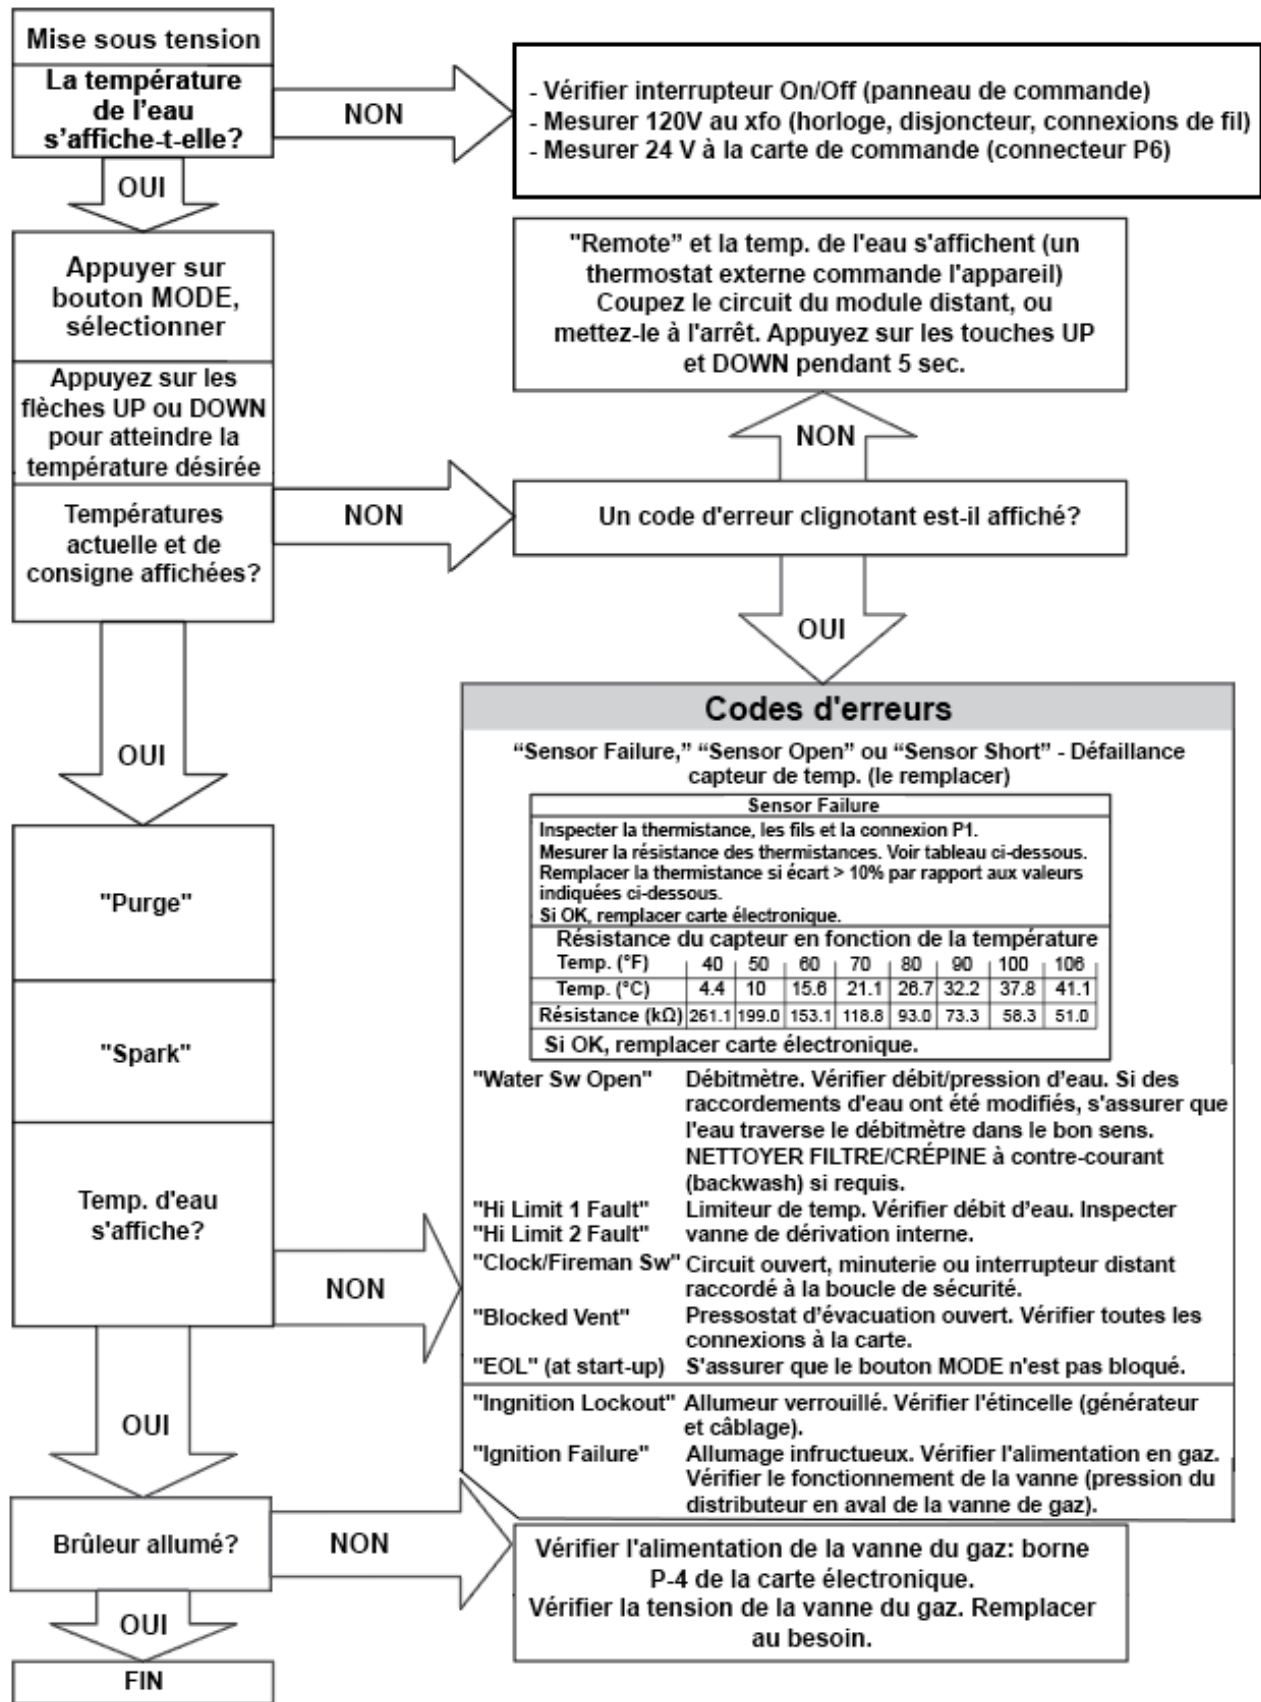 Mise sous tension
La température
de l'eau
s'affiche-t-elle?
NON
- Vérifier interrupteur On/Off (panneau de commande)
- Mesurer 120V au xfo (horloge, disjoncteur, connexions de fil)
- Mesurer 24 V à la carte de commande (connecteur P6)
OUI
Appuyer sur
bouton MODE,
sélectionner
Appuyez sur les
flèches UP ou DOWN
pour atteindre la
température désirée
Températures
actuelle et de
consigne affichées?
NON
Un code d'erreur clignotant est-il affiché?
NON
"Remote” et la temp. de l'eau s'affichent (un
thermostat externe commande l'appareil)
Coupez le circuit du module distant, ou
mettez-le à l'arrêt. Appuyez sur les touches UP
et DOWN pendant 5 sec.
OUI
Codes d'erreurs
“Sensor Failure,” “Sensor Open” ou “Sensor Short” - Défaillance
capteur de temp. (le remplacer)
Sensor Failure
Inspecter la thermistance, les fils et la connexion P1.
Mesurer la résistance des thermistances. Voir tableau ci-dessous.
Remplacer la thermistance si écart > 10% par rapport aux valeurs
indiquées ci-dessous.
Si OK, remplacer carte électronique.
Résistance du capteur en fonction de la température
Temp. (°F) 40 50 60 70 80 90 100 106
Temp. (°C) 4.4 10 15.6 21.1 26.7 32.2 37.8 41.1
Résistance (kΩ) 261.1 199.0 153.1 118.8 93.0 73.3 58.3 51.0
Si OK, remplacer carte électronique.
"Water Sw Open" Débitmètre. Vérifier débit/pression d'eau. Si des
raccordements d'eau ont été modifiés, s'assurer que
l'eau traverse le débitmètre dans le bon sens.
NETTOYER FILTRE/CRÉPINE à contre-courant
(backwash) si requis.
"Hi Limit 1 Fault" Limiteur de temp. Vérifier débit d'eau. Inspecter
"Hi Limit 2 Fault" vanne de dérivation interne.
"Clock/Fireman Sw" Circuit ouvert, minuterie ou interrupteur distant
raccordé à la boucle de sécurité.
"Blocked Vent" Pressostat d'évacuation ouvert. Vérifier toutes les
connexions à la carte.
"EOL" (at start-up) S'assurer que le bouton MODE n'est pas bloqué.
"Ingnition Lockout" Allumeur verrouillé. Vérifier l'étincelle (générateur
et câblage).
"Ignition Failure" Allumage infructueux. Vérifier l'alimentation en gaz.
Vérifier le fonctionnement de la vanne (pression du
distributeur en aval de la vanne de gaz).
OUI
"Purge"
"Spark"
Temp. d'eau
s'affiche?
NON
OUI
Brûleur allumé?
NON
Vérifier l'alimentation de la vanne du gaz: borne
P-4 de la carte électronique.
Vérifier la tension de la vanne du gaz. Remplacer
au besoin.
OUI
FIN